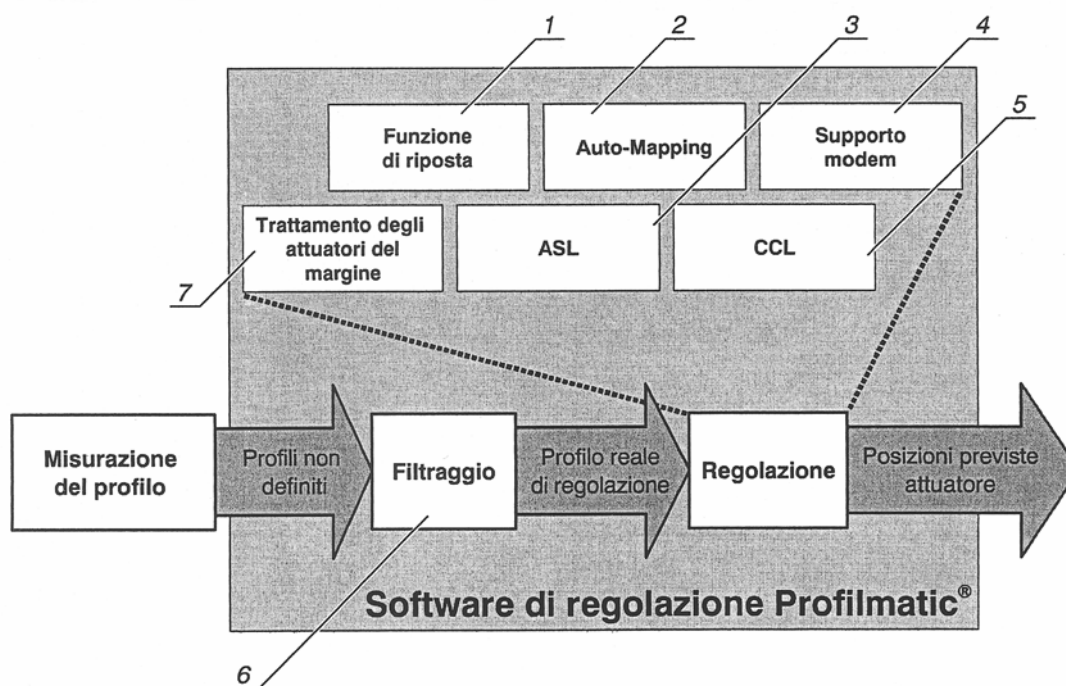 1
2
3
4
Funzione
di riposta
Auto-Mapping
Supporto
modem
5
Trattamento degli
attuatori del
margine
ASL
CCL
7
Misurazione
del profilo
Profili non
definiti
Filtraggio
Profilo reale
di regolazione
Regolazione
Posizioni previste
attuatore
Software di regolazione Profilmatic®
6